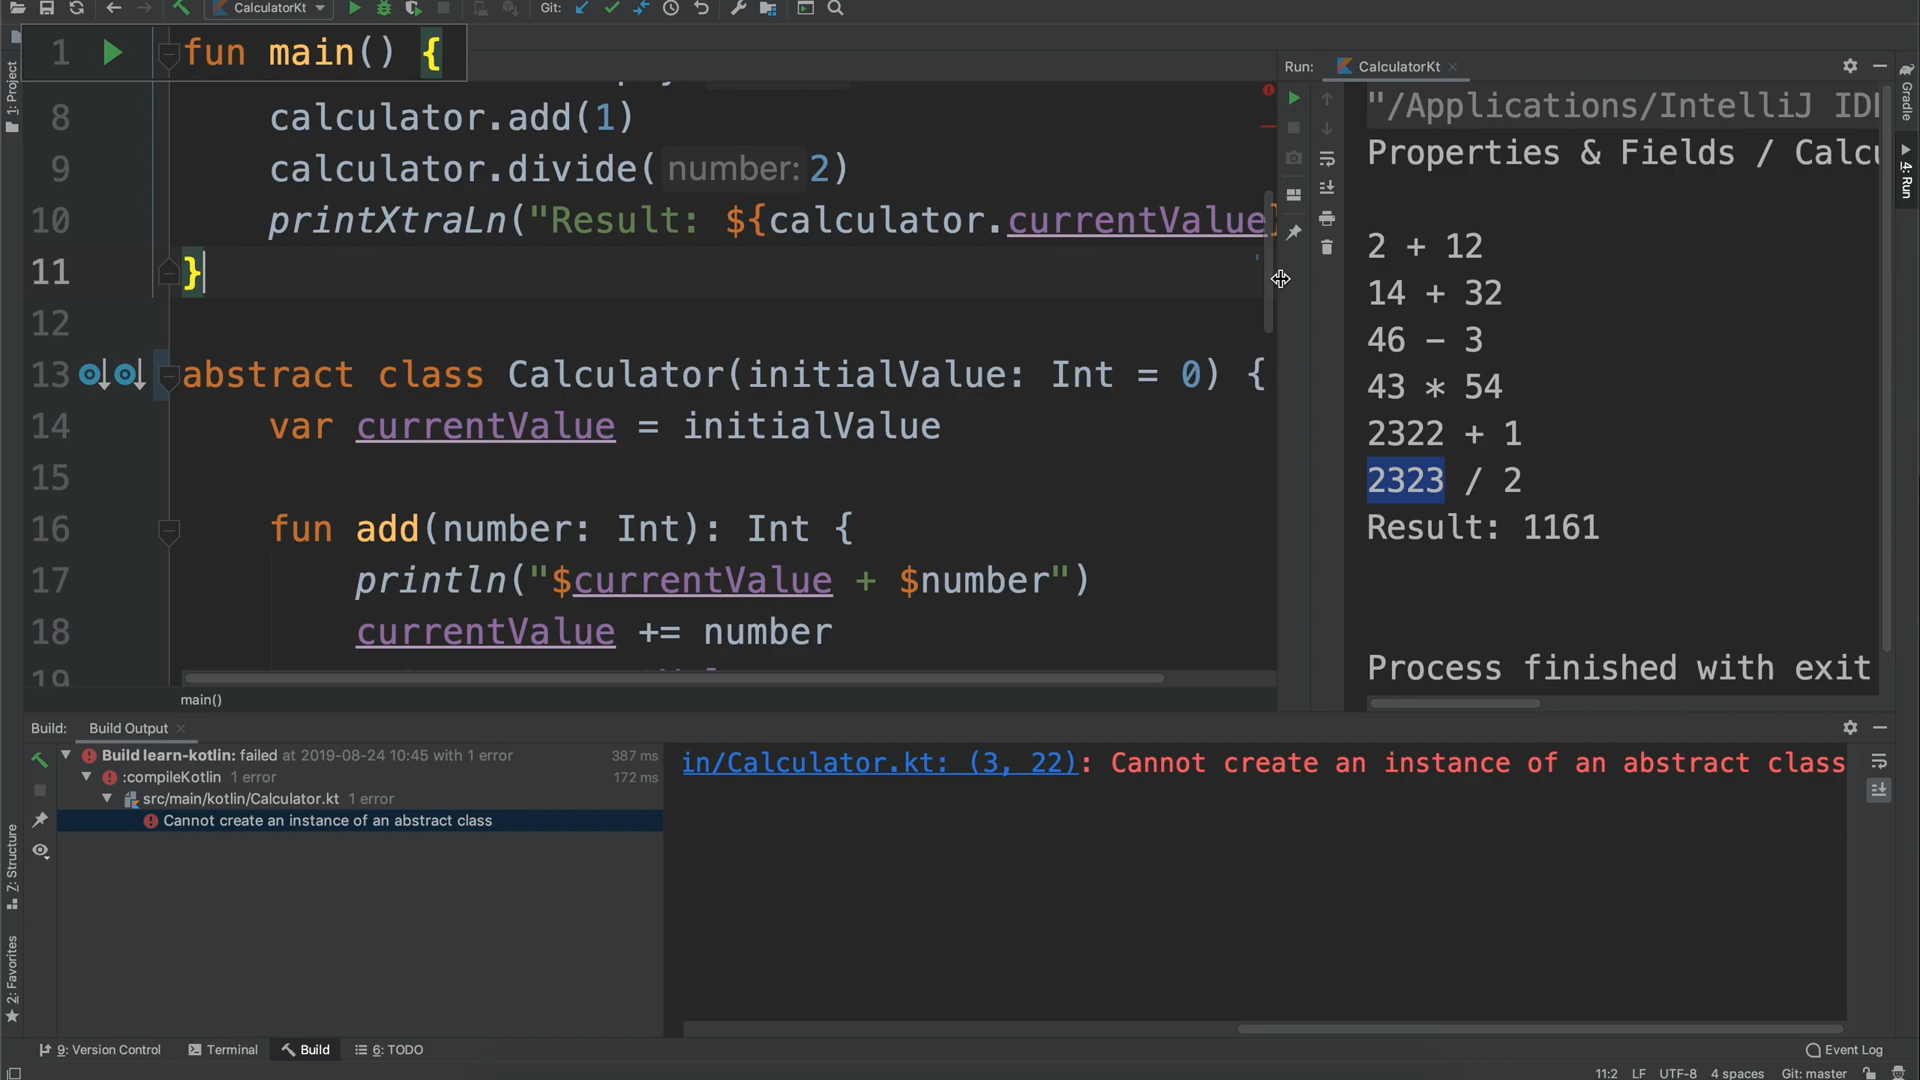 CalculatorKt
Git:
1 fun main() {
8 calculator.add(1)
9 calculator.divide( number: 2)
10 printXtraLn("Result: ${calculator.currentValue}
11 }
12
13 abstract class Calculator(initialValue: Int = 0) {
14 var currentValue = initialValue
15
16 fun add(number: Int): Int {
17 println("$currentValue + $number")
18 currentValue += number
19
main()
Run: CalculatorKt
"/Applications/IntelliJ IDE
Properties & Fields / Calcu
2 + 12
14 + 32
46 - 3
43 * 54
2322 + 1
2323 / 2
Result: 1161
Process finished with exit
1: Project
Gradle
4: Run
Build: Build Output
Build learn-kotlin: failed at 2019-08-24 10:45 with 1 error 387 ms
:compileKotlin 1 error 172 ms
src/main/kotlin/Calculator.kt 1 error
Cannot create an instance of an abstract class
in/Calculator.kt: (3, 22): Cannot create an instance of an abstract class
Z: Structure
2: Favorites
9: Version Control Terminal Build 6: TODO Event Log
11:2 LF UTF-8 4 spaces Git: master